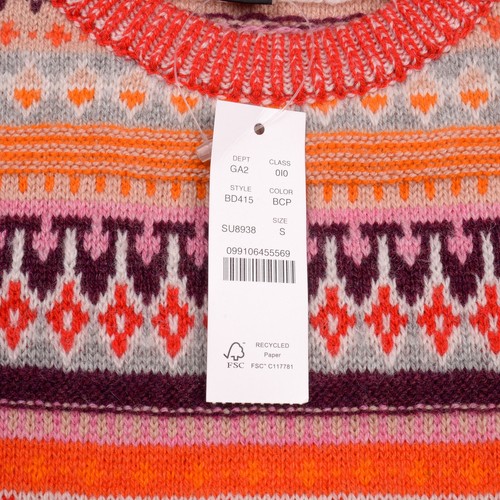 DEPT CLASS
GA2 0I0
STYLE COLOR
BD415 BCP
SIZE
SU8938 S
099106455569
RECYCLED
Paper
FSC FSC® C117781